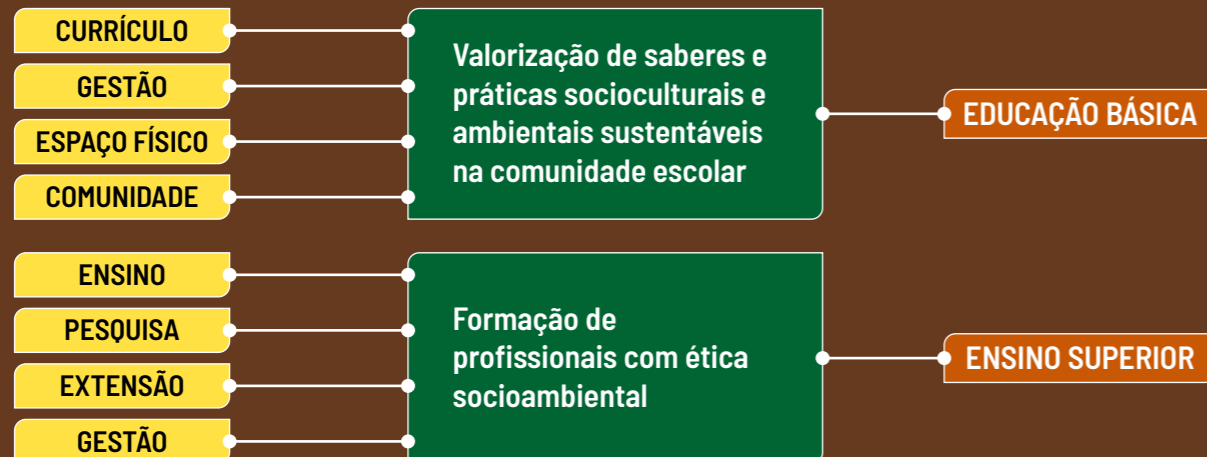 CURRÍCULO
GESTÃO
ESPAÇO FÍSICO
COMUNIDADE
Valorização de saberes e
práticas socioculturais e
ambientais sustentáveis
na comunidade escolar
EDUCAÇÃO BÁSICA
ENSINO
PESQUISA
EXTENSÃO
GESTÃO
Formação de
profissionais com ética
socioambiental
ENSINO SUPERIOR